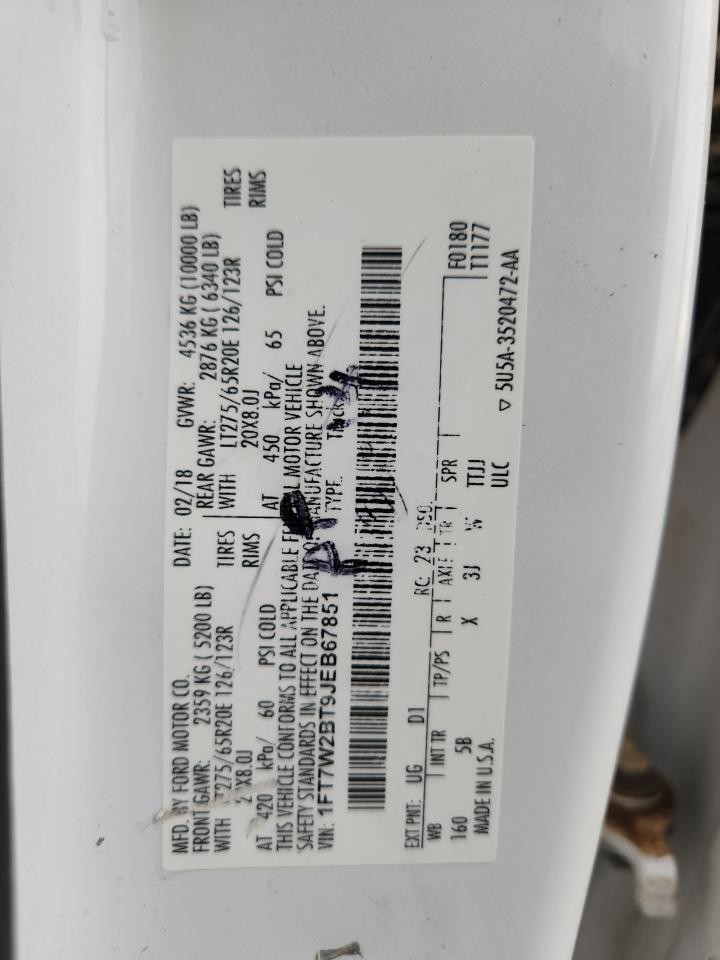 MFD. BY FORD MOTOR CO.
DATE: 02/18 GVWR: 4536 KG (10000 LB)
FRONT GAWR: 2359 KG ( 5200 LB) REAR GAWR: 2876 KG ( 6340 LB)
WITH LT275/65R20E 126/123R TIRES WITH LT275/65R20E 126/123R TIRES
X8.0J RIMS 20X8.0J RIMS
AT 420 kPa/ 60 PSI COLD AT 450 kPa/ 65 PSI COLD
THIS VEHICLE CONFORMS TO ALL APPLICABLE MOTOR VEHICLE
SAFETY STANDARDS IN EFFECT ON THE DATE OF MANUFACTURE SHOWN ABOVE.
VIN: 1FT7W2BT9JEB67851 TYPE:
EXT PNT: UG D1 RC: 23 DSO: F0180
WB INT TR TP/PS R AXLE TR SPR T1177
160 5B X 3J W TTJJ
MADE IN U.S.A. ULC
▽ 5U5A-3520472-AA